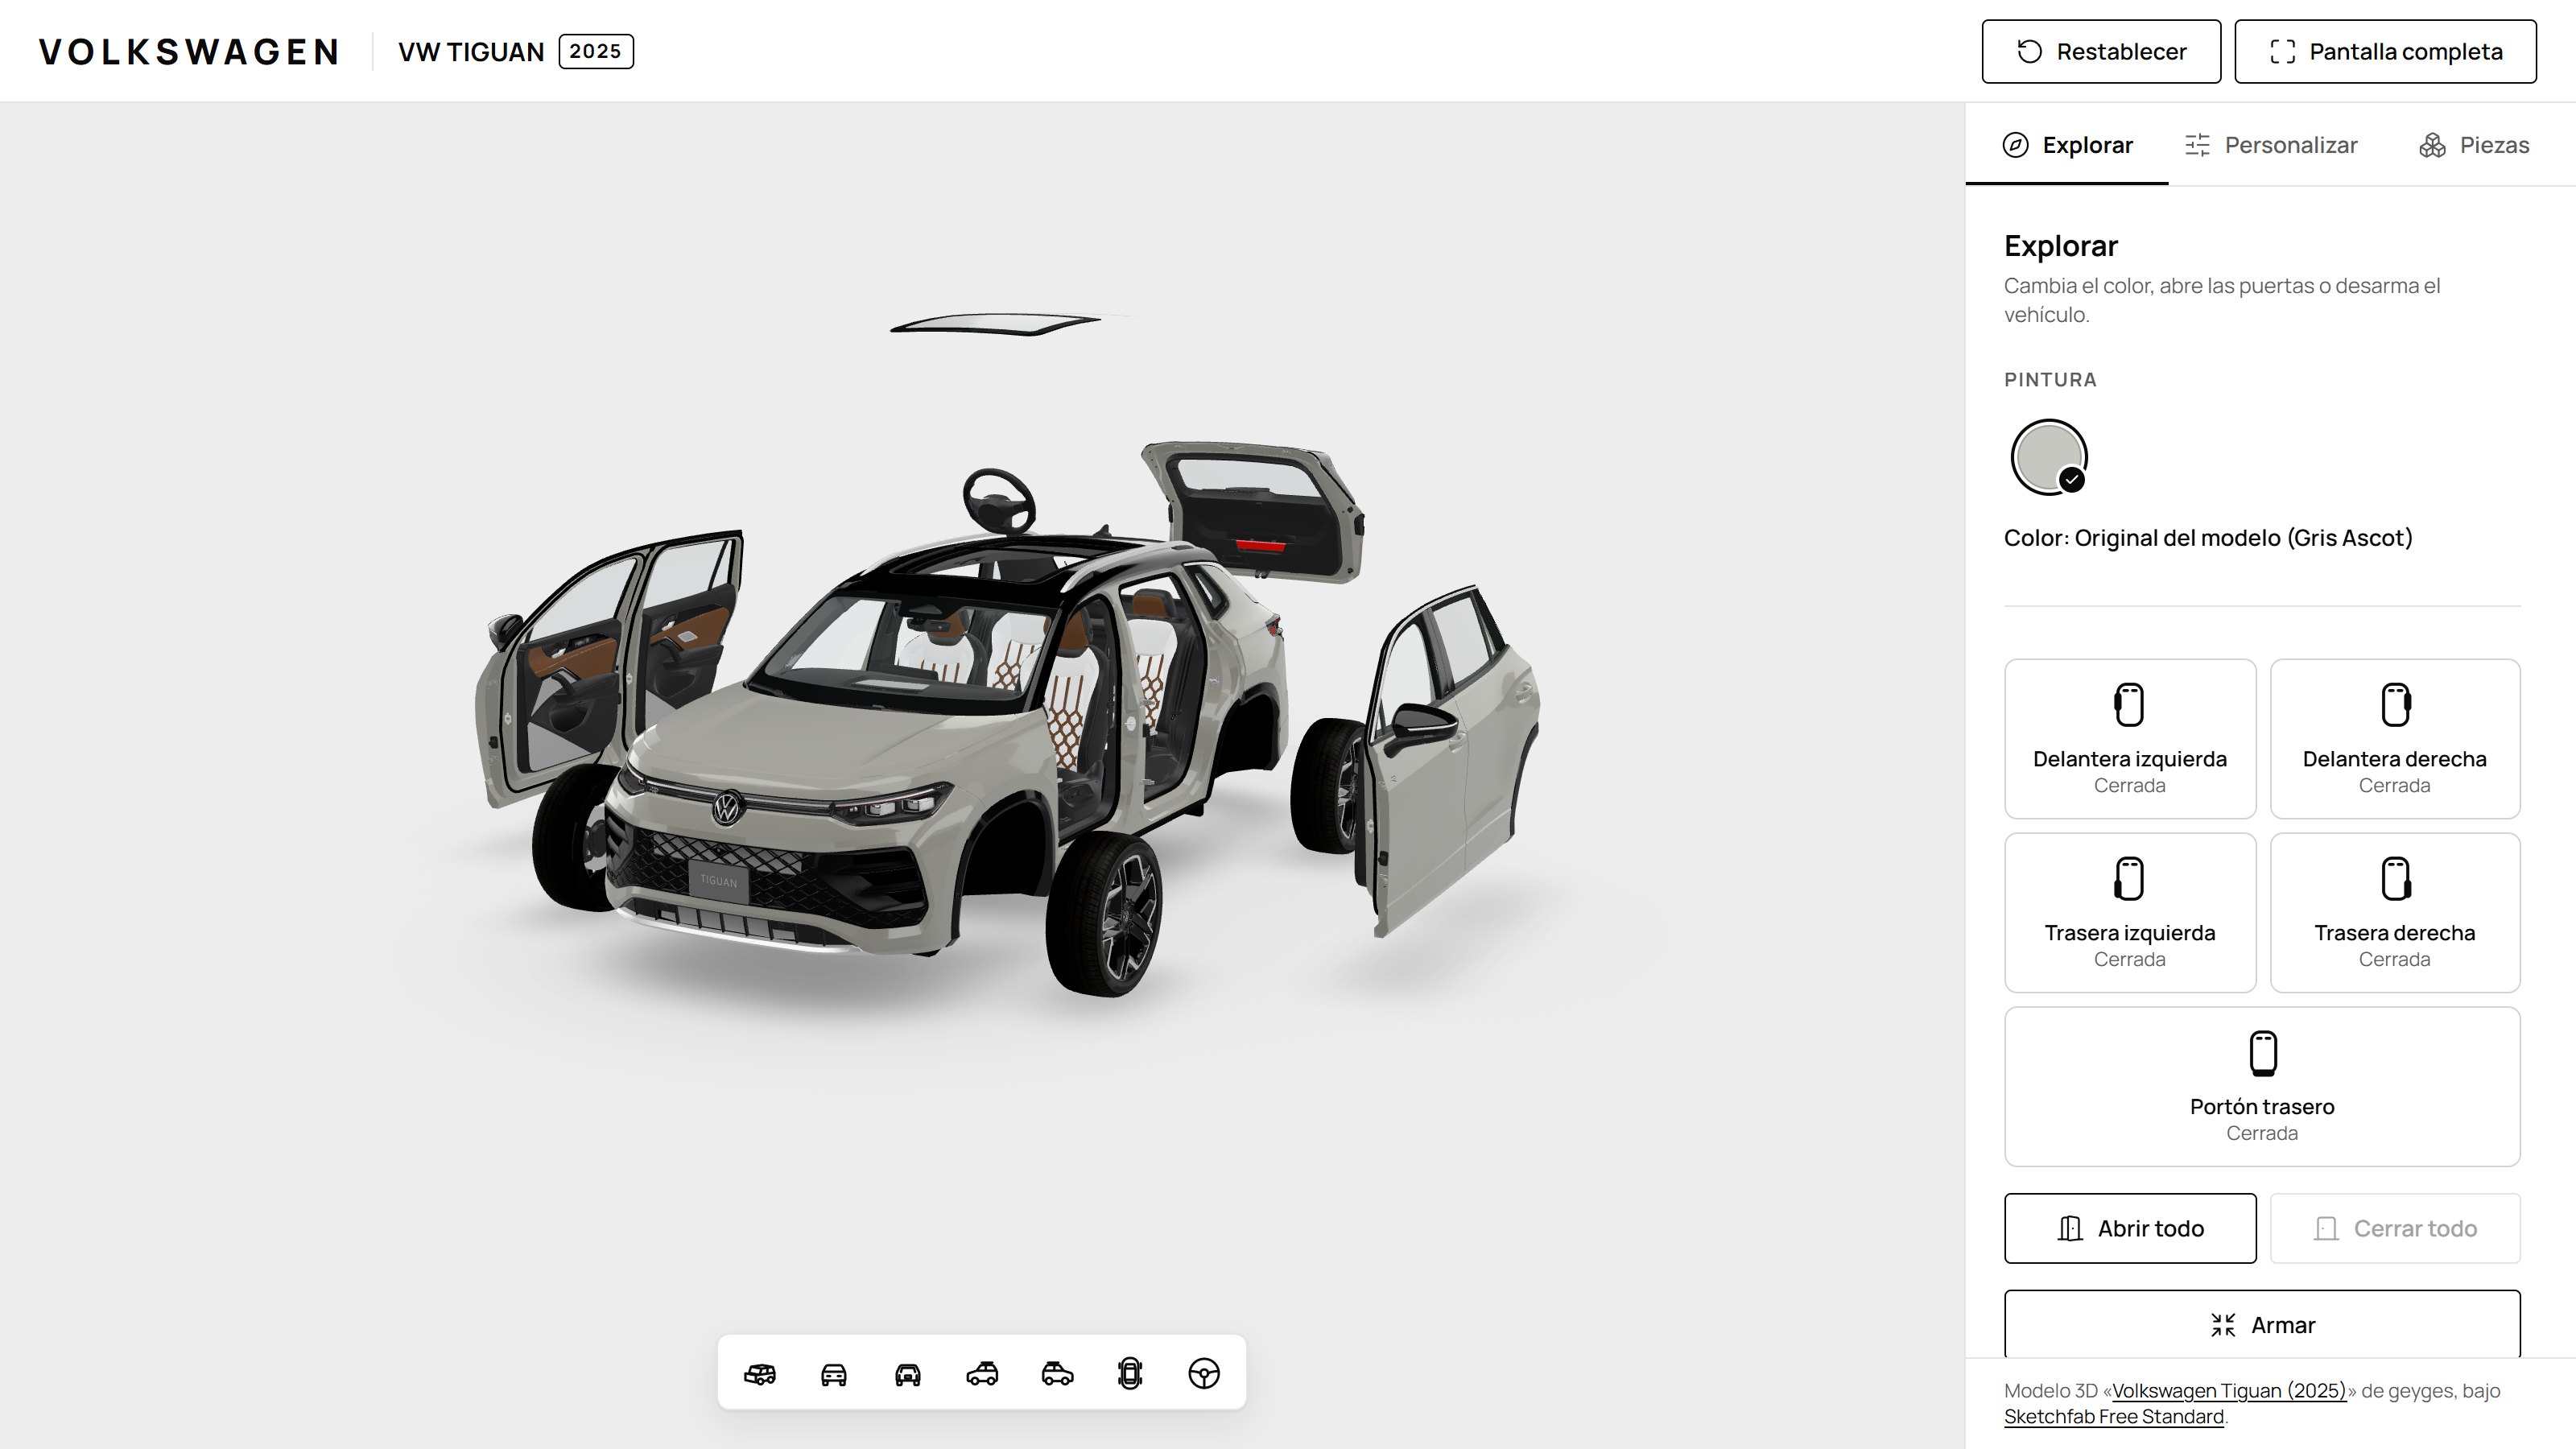 VOLKSWAGEN
VW TIGUAN
2025
Restablecer
Pantalla completa
Explorar
Personalizar
Piezas
Explorar
Cambia el color, abre las puertas o desarma el
vehículo.
PINTURA
Color: Original del modelo (Gris Ascot)
Delantera izquierda
Cerrada
Delantera derecha
Cerrada
Trasera izquierda
Cerrada
Trasera derecha
Cerrada
Portón trasero
Cerrada
Abrir todo
Cerrar todo
Armar
Modelo 3D «Volkswagen Tiguan (2025)» de geyges, bajo
Sketchfab Free Standard.
TIGUAN